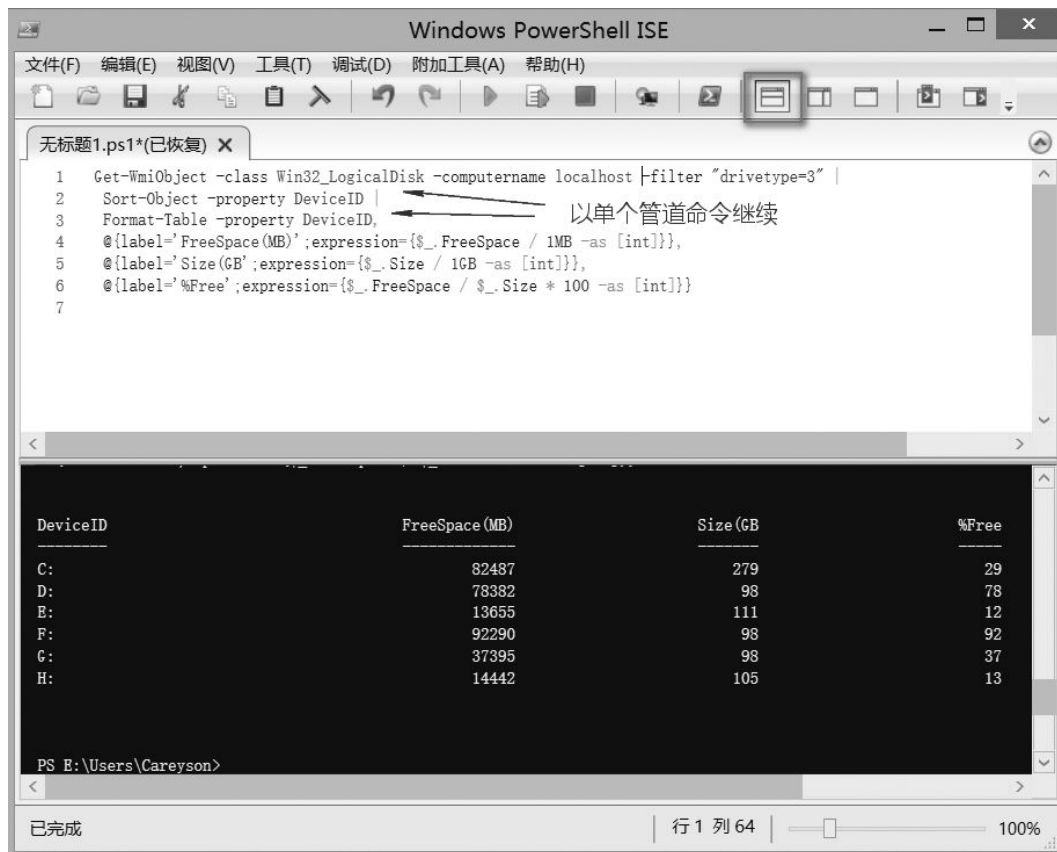 Windows PowerShell ISE
文件(F) 编辑(E) 视图(V) 工具(T) 调试(D) 附加工具(A) 帮助(H)
无标题1.ps1*(已恢复) X
1 Get-WmiObject -class Win32_LogicalDisk -computername localhost -filter "drivetype=3" |
2 Sort-Object -property DeviceID |
3 Format-Table -property DeviceID,
以单个管道命令继续
4 @{label='FreeSpace(MB)';expression={$_.FreeSpace / 1MB -as [int]}},
5 @{label='Size(GB';expression={$_.Size / 1GB -as [int]}},
6 @{label='%Free';expression={$_.FreeSpace / $_.Size * 100 -as [int]}}
7
DeviceID FreeSpace(MB) Size(GB %Free
-------- ------------- ------- -----
C: 82487 279 29
D: 78382 98 78
E: 13655 111 12
F: 92290 98 92
G: 37395 98 37
H: 14442 105 13
PS E:\Users\Careyson>
已完成 行 1 列 64 100%